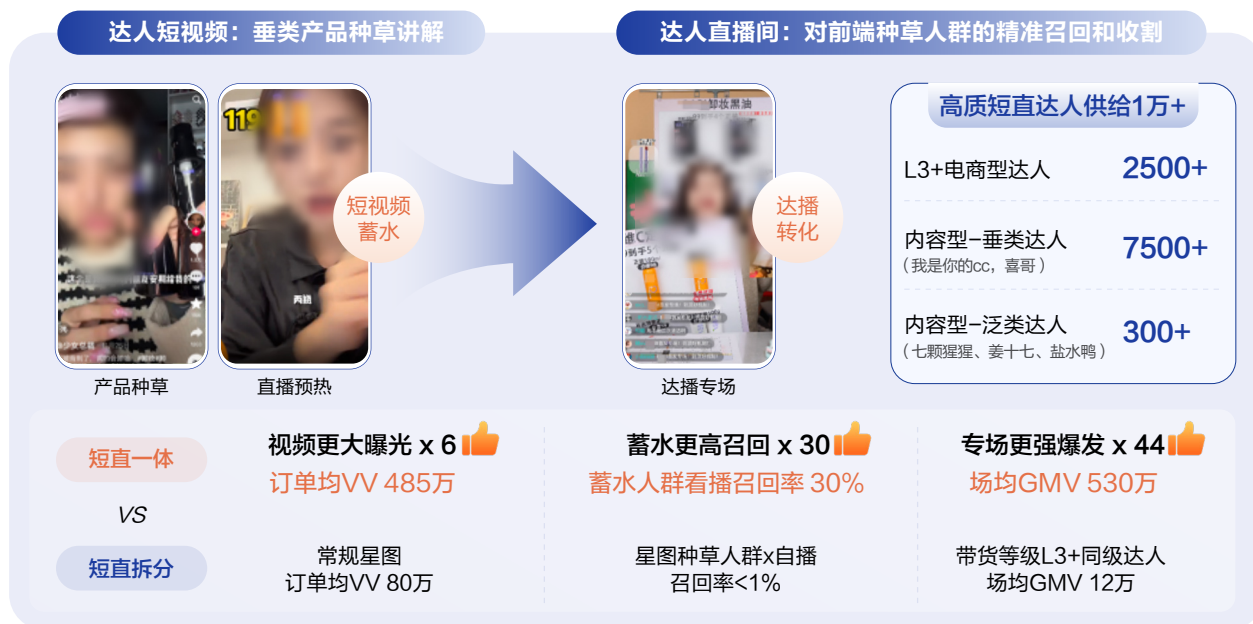 达人短视频：垂类产品种草讲解
达人直播间：对前端种草人群的精准召回和收割
119
再晓
短视频
蓄水
产品种草
直播预热
卸妆黑油
达播
转化
达播专场
高质短直达人供给1万+
L3+电商型达人
2500+
内容型-垂类达人
（我是你的cc，喜哥）
7500+
内容型-泛类达人
（七颗猩猩、姜十七、盐水鸭）
300+
短直一体
VS
短直拆分
视频更大曝光 x 6
订单均VV 485万
常规星图
订单均VV 80万
蓄水更高召回 x 30
蓄水人群看播召回率 30%
星图种草人群x自播
召回率<1%
专场更强爆发 x 44
场均GMV 530万
带货等级L3+同级达人
场均GMV 12万